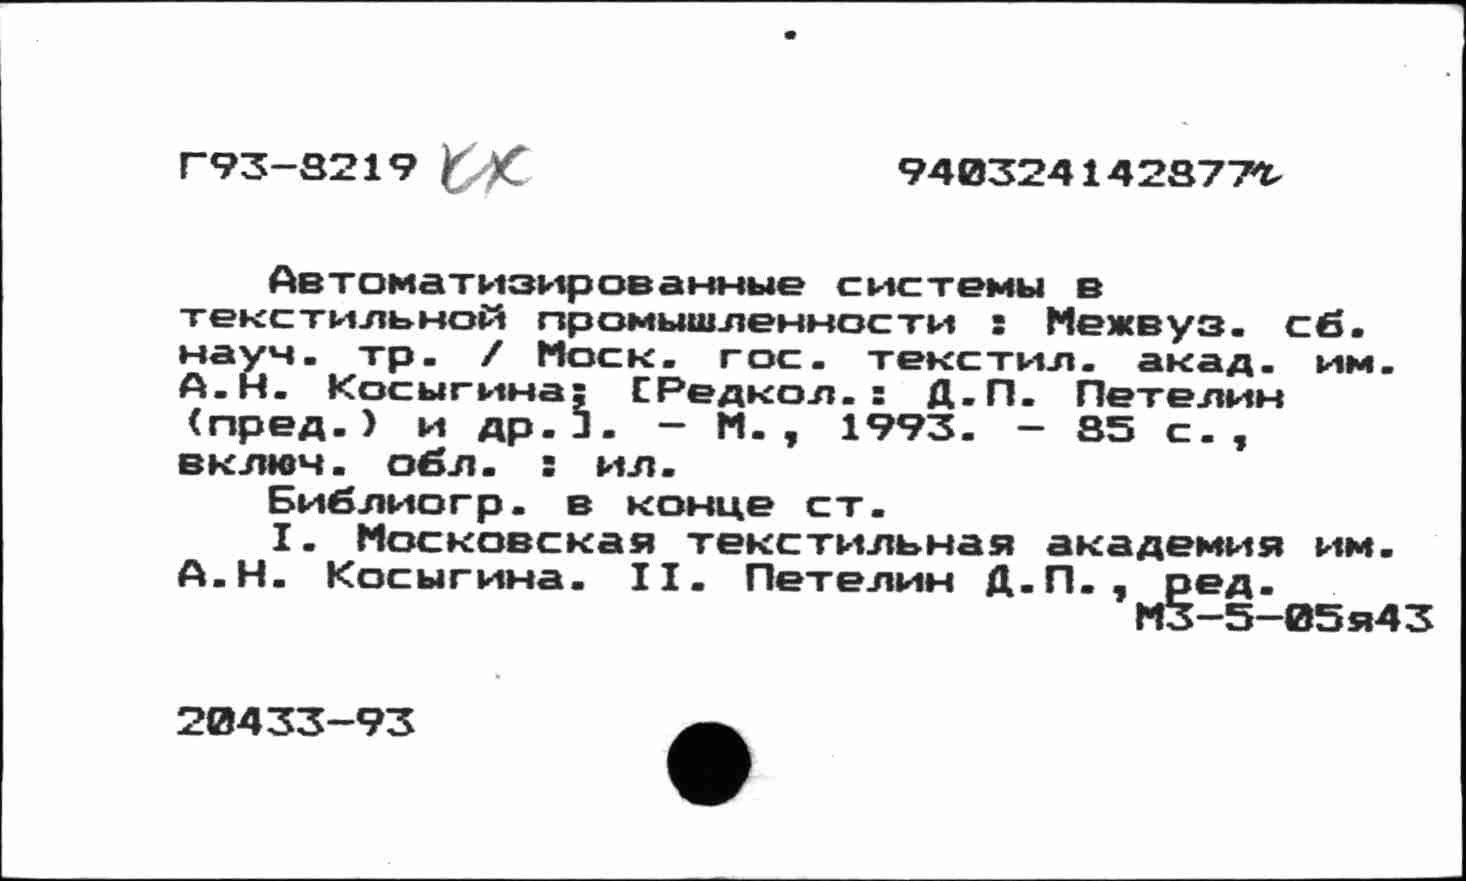 Г93-8219 940324142877
Автоматизированные системы в
текстильной промышленности : Межвуз. сб.
науч. тр. / Моск. гос. текстил. акад. им.
А.Н. Косыгина; [Редкол.: Д.П. Петелин
(пред.) и др.]. - М., 1993. - 85 с.,
включ. обл. : ил.
Библиогр. в конце ст.
I. Московская текстильная академия им.
А.Н. Косыгина. II. Петелин Д.П., ред.
М3-5-05я43
20433-93